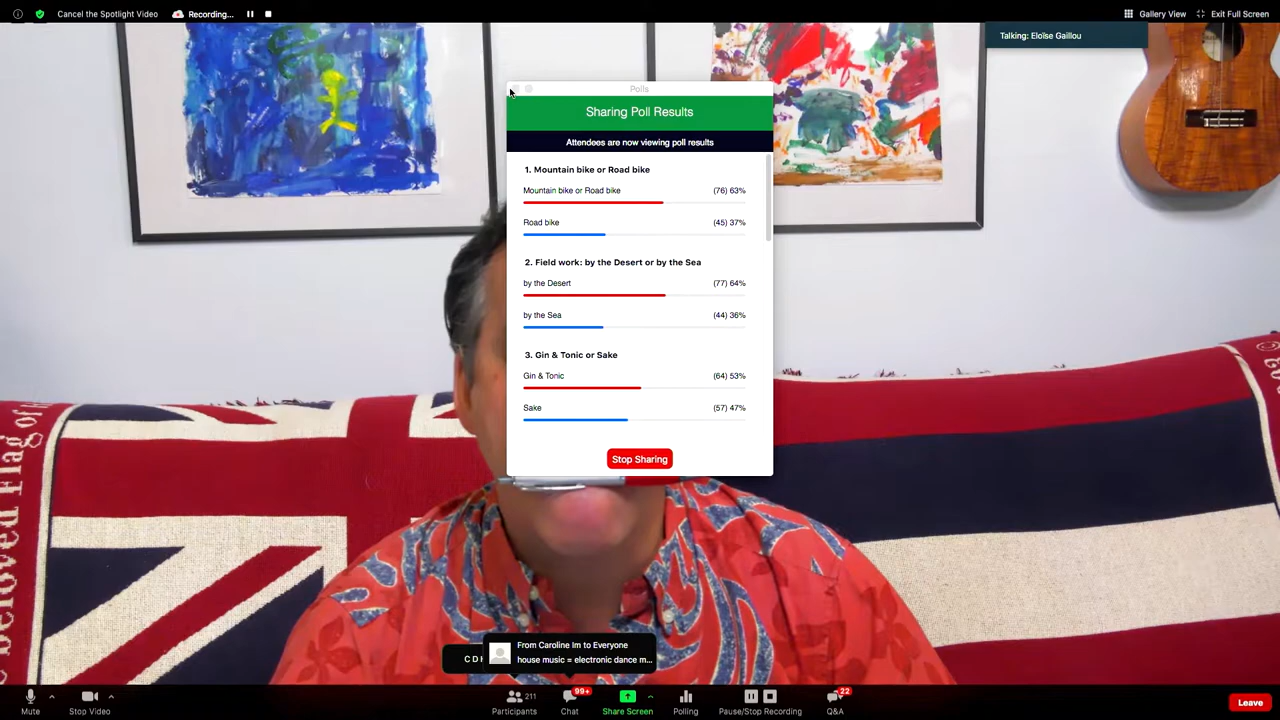 Cancel the Spotlight Video
Recording...
Gallery View
Exit Full Screen
Talking: Eloïse Gaillou
Polls
Sharing Poll Results
Attendees are now viewing poll results
1. Mountain bike or Road bike
Mountain bike or Road bike (76) 63%
Road bike (45) 37%
2. Field work: by the Desert or by the Sea
by the Desert (77) 64%
by the Sea (44) 36%
3. Gin & Tonic or Sake
Gin & Tonic (64) 53%
Sake (57) 47%
Stop Sharing
Beloved Flag of
C D
From Caroline Im to Everyone
house music = electronic dance m...
Mute
Stop Video
Participants
211
Chat
99+
Share Screen
Polling
Pause/Stop Recording
Q&A
22
Leave